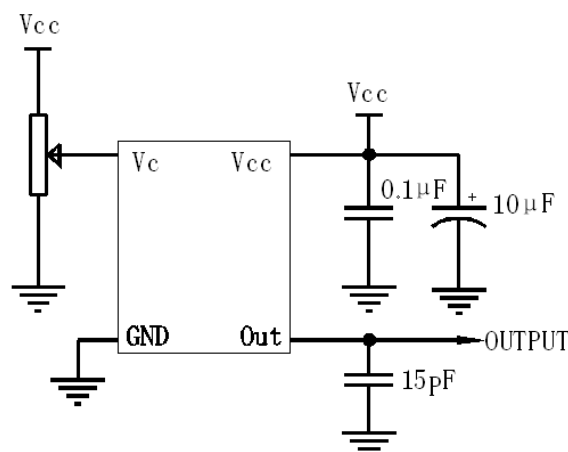 Vcc
Vcc
Vc
Vcc
0.1μF
+
10μF
GND
Out
OUTPUT
15pF